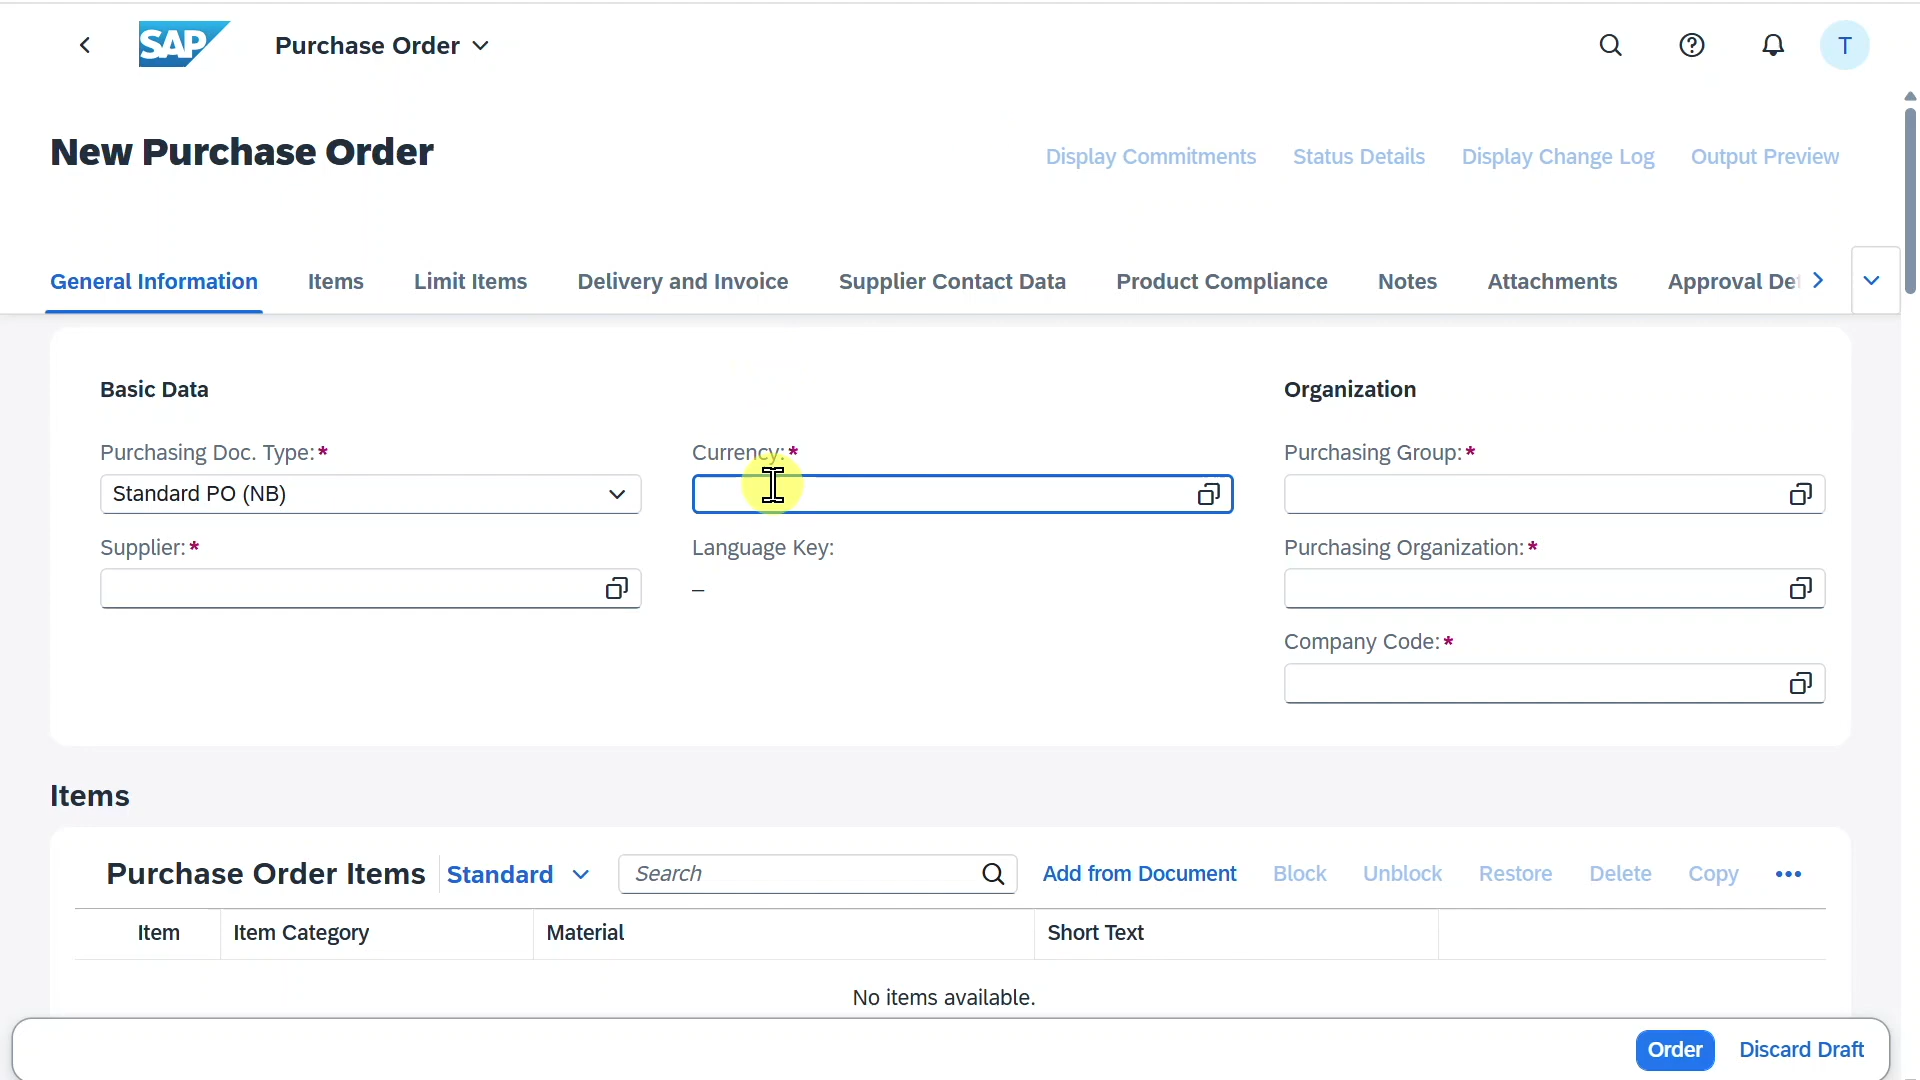 SAP
Purchase Order
T
New Purchase Order
Display Commitments
Status Details
Display Change Log
Output Preview
General Information
Items
Limit Items
Delivery and Invoice
Supplier Contact Data
Product Compliance
Notes
Attachments
Approval Det
Basic Data
Organization
Purchasing Doc. Type:*
Currency:*
Purchasing Group:*
Standard PO (NB)
Supplier:*
Language Key:
Purchasing Organization:*
–
Company Code:*
Items
Purchase Order Items
Standard
Search
Add from Document
Block
Unblock
Restore
Delete
Copy
Item
Item Category
Material
Short Text
No items available.
Order
Discard Draft